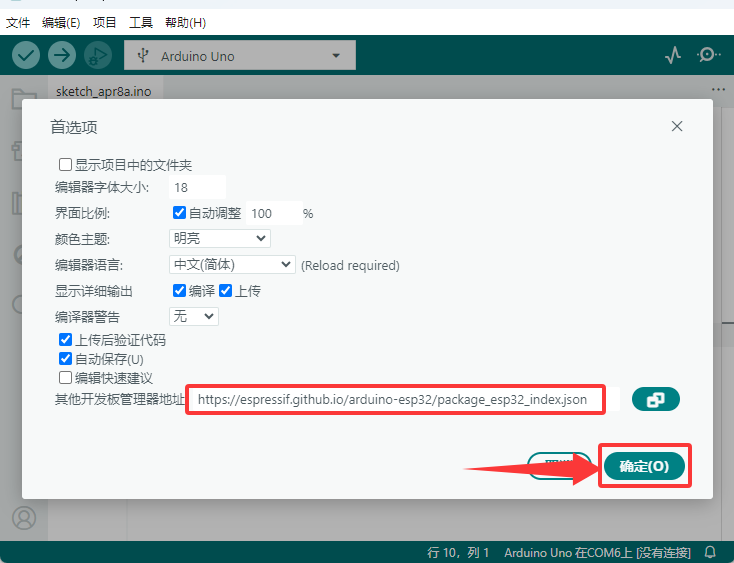 文件 编辑(E) 项目 工具 帮助(H)
Arduino Uno
sketch_apr8a.ino
首选项
显示项目中的文件夹
编辑器字体大小: 18
界面比例: 自动调整 100 %
颜色主题: 明亮
编辑器语言: 中文(简体) (Reload required)
显示详细输出 编译 上传
编译器警告 无
上传后验证代码
自动保存(U)
编辑快速建议
其他开发板管理器地址 https://espressif.github.io/arduino-esp32/package_esp32_index.json
确定(O)
行 10，列 1 Arduino Uno 在COM6上 [没有连接]